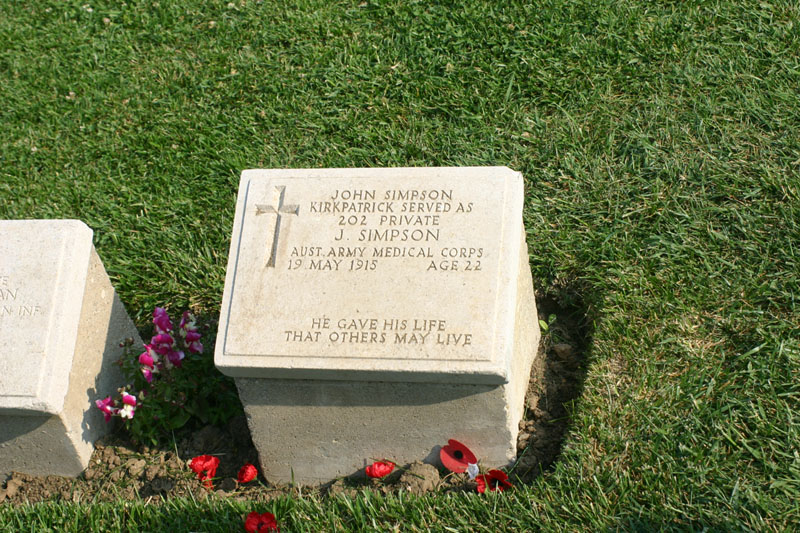 JOHN SIMPSON
KIRKPATRICK SERVED AS
202 PRIVATE
J. SIMPSON
AUST. ARMY MEDICAL CORPS
19 MAY 1915 AGE 22
HE GAVE HIS LIFE
THAT OTHERS MAY LIVE
INF